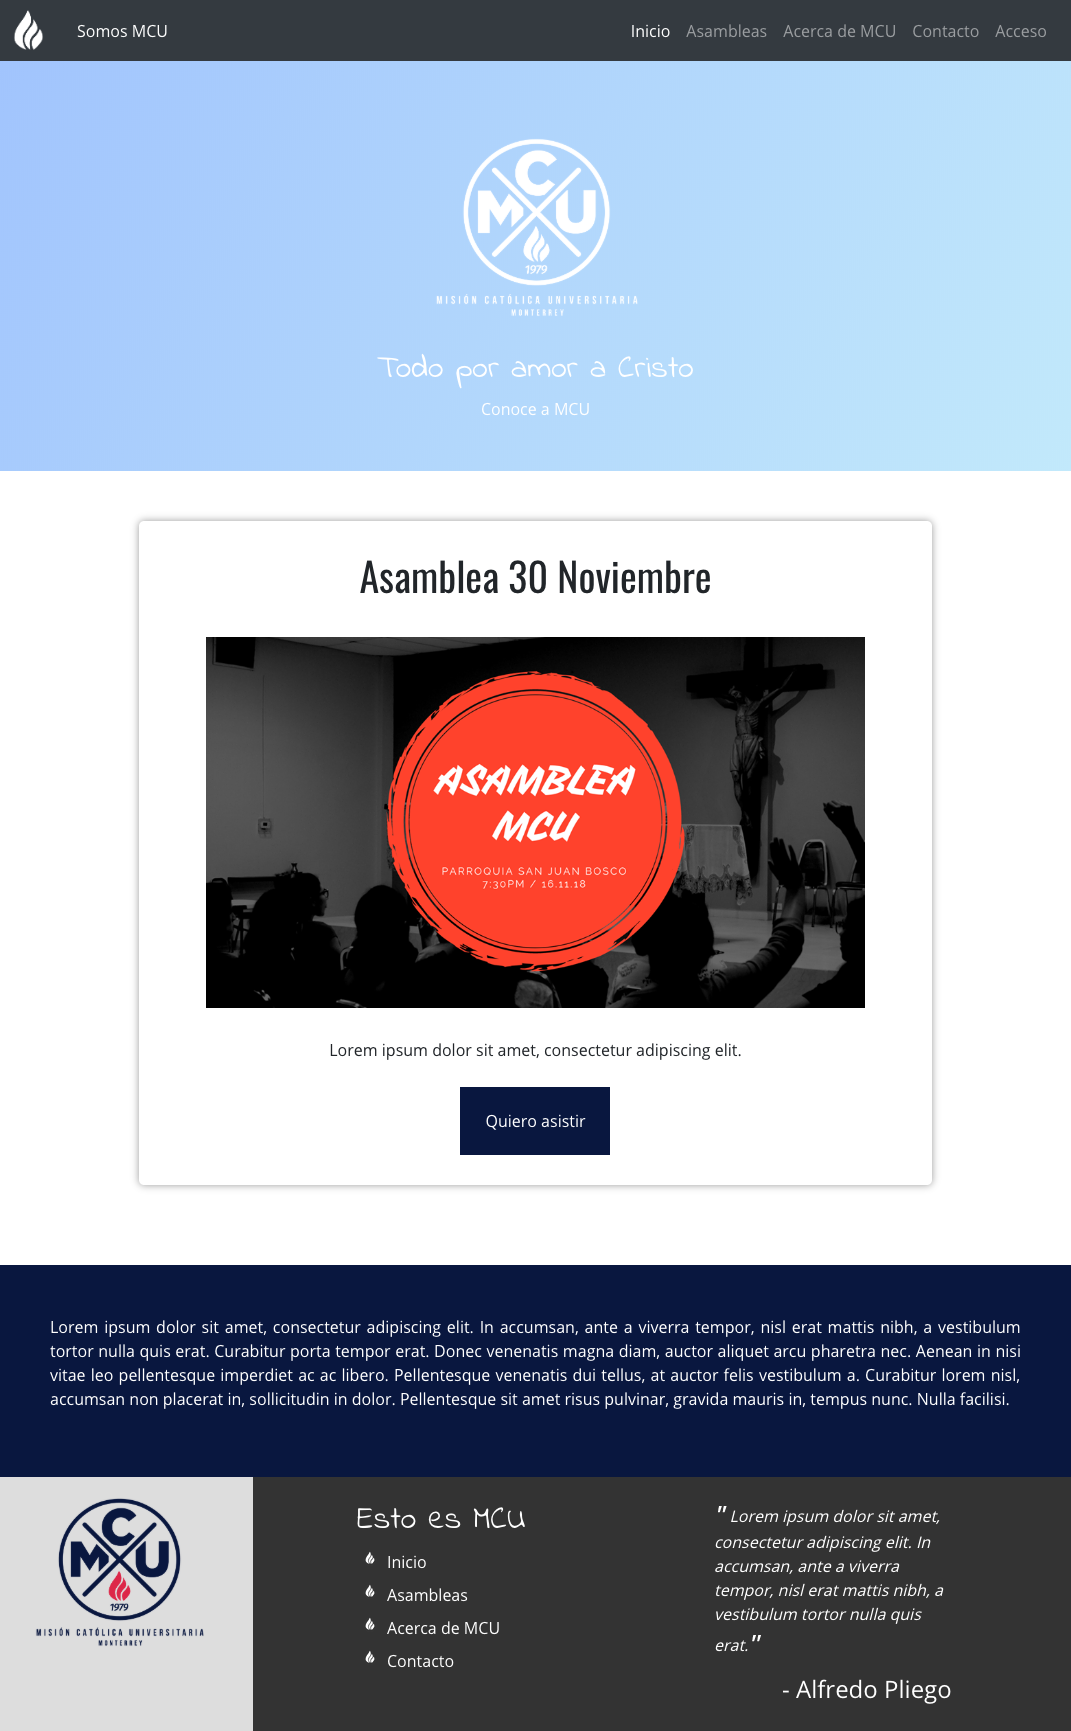 Somos MCU
Inicio Asambleas Acerca de MCU Contacto Acceso
MCU
1979
MISIÓN CATÓLICA UNIVERSITARIA
MONTERREY
Todo por amor a Cristo
Conoce a MCU
Asamblea 30 Noviembre
ASAMBLEA
MCU
PARROQUIA SAN JUAN BOSCO
7:30PM / 16.11.18
Lorem ipsum dolor sit amet, consectetur adipiscing elit.
Quiero asistir
Lorem ipsum dolor sit amet, consectetur adipiscing elit. In accumsan, ante a viverra tempor, nisl erat mattis nibh, a vestibulum
tortor nulla quis erat. Curabitur porta tempor erat. Donec venenatis magna diam, auctor aliquet arcu pharetra nec. Aenean in nisi
vitae leo pellentesque imperdiet ac ac libero. Pellentesque venenatis dui tellus, at auctor felis vestibulum a. Curabitur lorem nisl,
accumsan non placerat in, sollicitudin in dolor. Pellentesque sit amet risus pulvinar, gravida mauris in, tempus nunc. Nulla facilisi.
MCU
1979
MISIÓN CATÓLICA UNIVERSITARIA
MONTERREY
Esto es MCU
Inicio
Asambleas
Acerca de MCU
Contacto
" Lorem ipsum dolor sit amet,
consectetur adipiscing elit. In
accumsan, ante a viverra
tempor, nisl erat mattis nibh, a
vestibulum tortor nulla quis
erat."
- Alfredo Pliego